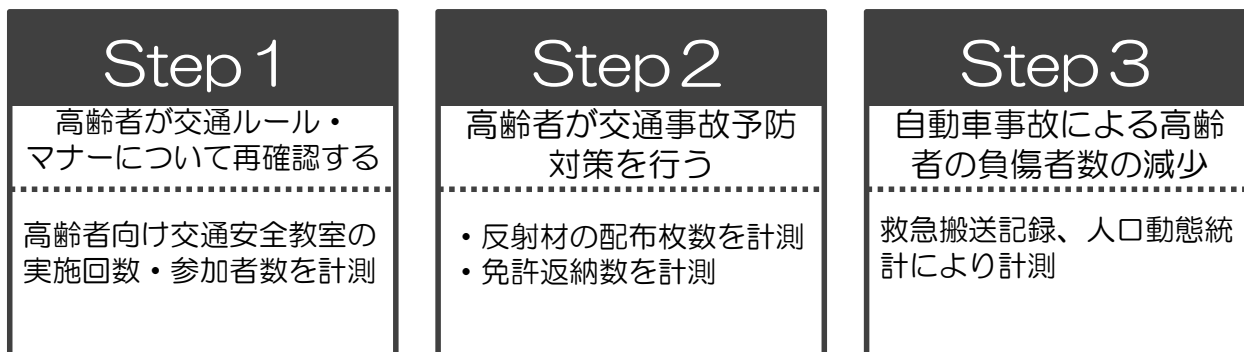 Step1
高齢者が交通ルール・
マナーについて再確認する
高齢者向け交通安全教室の
実施回数・参加者数を計測
Step2
高齢者が交通事故予防
対策を行う
・反射材の配布枚数を計測
・免許返納数を計測
Step3
自動車事故による高齢
者の負傷者数の減少
救急搬送記録、人口動態統
計により計測